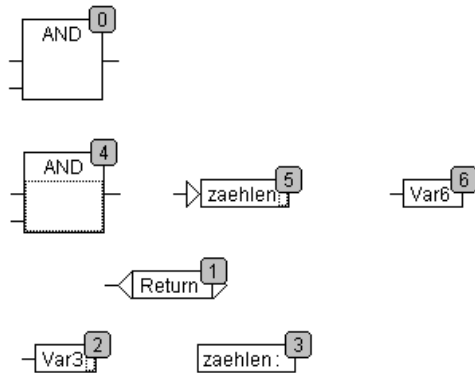 AND 0
AND 4
zaehlen 5
Var6 6
Return 1
Var3 2
zaehlen: 3